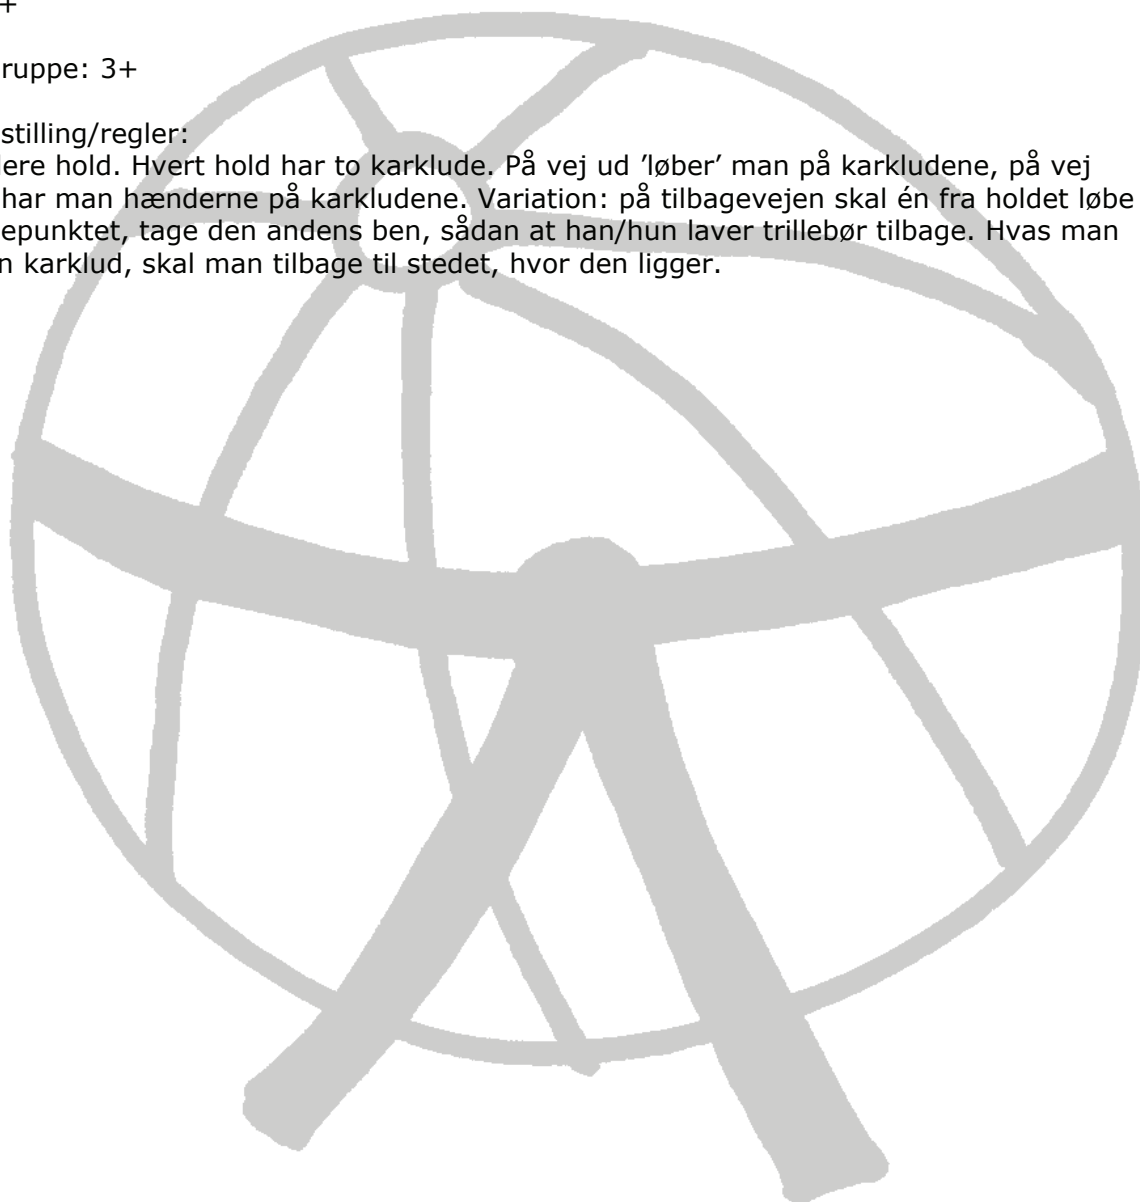 +
ruppe: 3+
stilling/regler:
lere hold. Hvert hold har to karklude. På vej ud ’løber’ man på karkludene, på vej
har man hænderne på karkludene. Variation: på tilbagevejen skal én fra holdet løbe
epunktet, tage den andens ben, sådan at han/hun laver trillebør tilbage. Hvas man
n karklud, skal man tilbage til stedet, hvor den ligger.